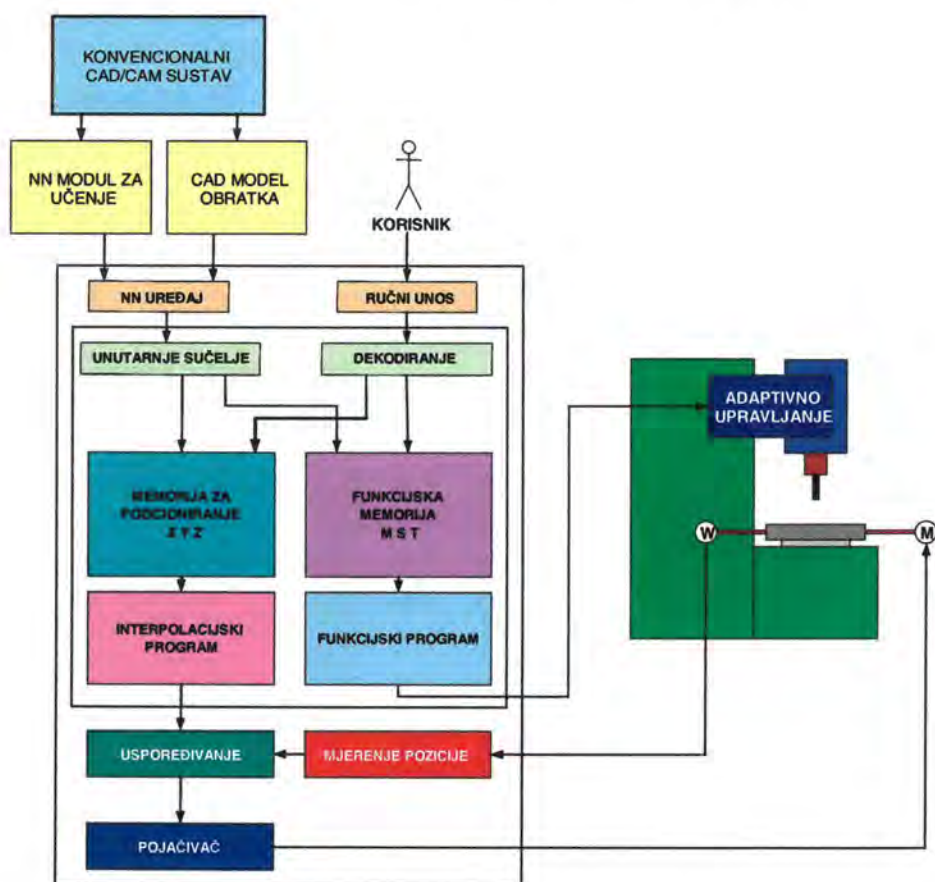 KONVENCIONALNI
CAD/CAM SUSTAV
NN MODUL ZA
UČENJE
CAD MODEL
OBRATKA
KORISNIK
NN UREĐAJ
RUČNI UNOS
UNUTARNJE SUČELJE
DEKODIRANJE
ADAPTIVNO
UPRAVLJANJE
MEMORIJA ZA
PODCIONIRANJE
X Y Z
FUNKCIJSKA
MEMORIJA
M S T
W
M
INTERPOLACIJSKI
PROGRAM
FUNKCIJSKI PROGRAM
USPOREĐIVANJE
MJERENJE POZICIJE
POJAČIVAČ